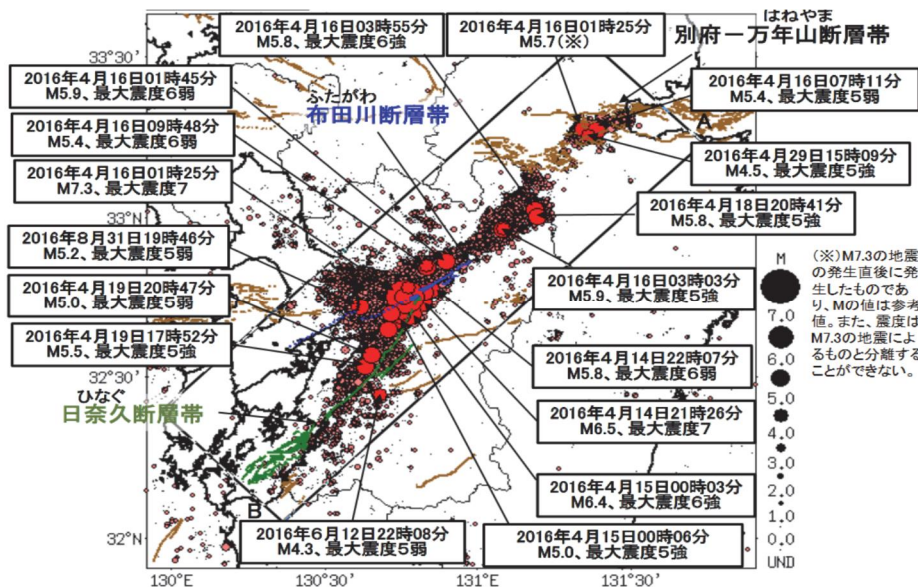 2016年4月16日03時55分
M5.8、最大震度6強
2016年4月16日01時25分
M5.7(※)
はねやま
別府－万年山断層帯
33°30'
2016年4月16日01時45分
M5.9、最大震度6弱
ふたがわ
布田川断層帯
2016年4月16日07時11分
M5.4、最大震度5弱
A
2016年4月16日09時48分
M5.4、最大震度6弱
2016年4月29日15時09分
M4.5、最大震度5強
2016年4月16日01時25分
M7.3、最大震度7
2016年4月18日20時41分
M5.8、最大震度5強
33°N
2016年8月31日19時46分
M5.2、最大震度5弱
2016年4月16日03時03分
M5.9、最大震度5強
2016年4月19日20時47分
M5.0、最大震度5弱
2016年4月19日17時52分
M5.5、最大震度5強
2016年4月14日22時07分
M5.8、最大震度6弱
32°30'
ひなぐ
日奈久断層帯
2016年4月14日21時26分
M6.5、最大震度7
2016年4月15日00時03分
M6.4、最大震度6強
B
2016年6月12日22時08分
M4.3、最大震度5弱
2016年4月15日00時06分
M5.0、最大震度5強
32°N
130°E
130°30'
131°E
131°30'
M
7.0
6.0
5.0
4.0
3.0
2.0
1.0
0.0
UND
(※)M7.3の地震
の発生直後に発
生したものであ
り、Mの値は参考
値。また、震度は
M7.3の地震によ
るものと分離する
ことができない。